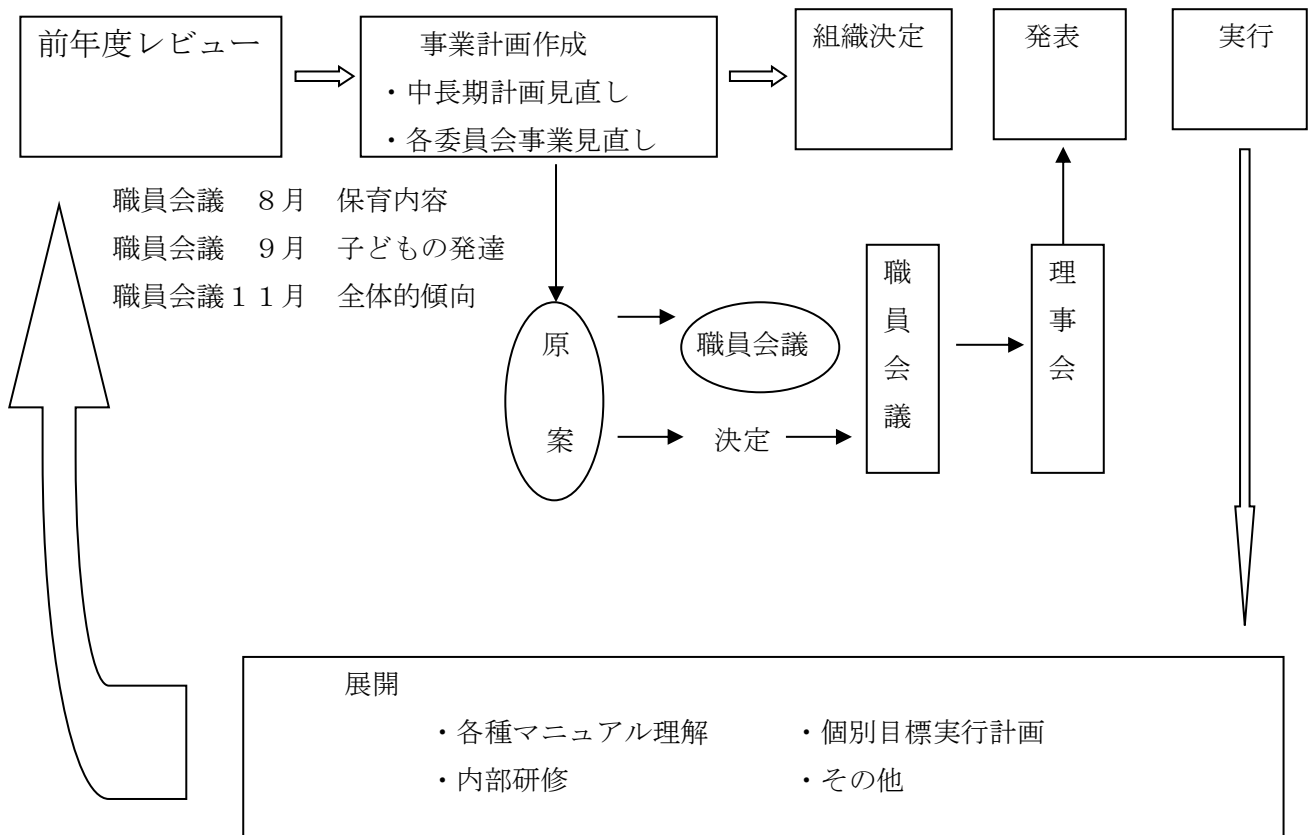 前年度レビュー
事業計画作成
・中長期計画見直し
・各委員会事業見直し
組織決定
発表
実行
職員会議　８月　保育内容
職員会議　９月　子どもの発達
職員会議１１月　全体的傾向
原案
職員会議
決定
職員会議
理事会
展開
・各種マニュアル理解　　・個別目標実行計画
・内部研修　　・その他